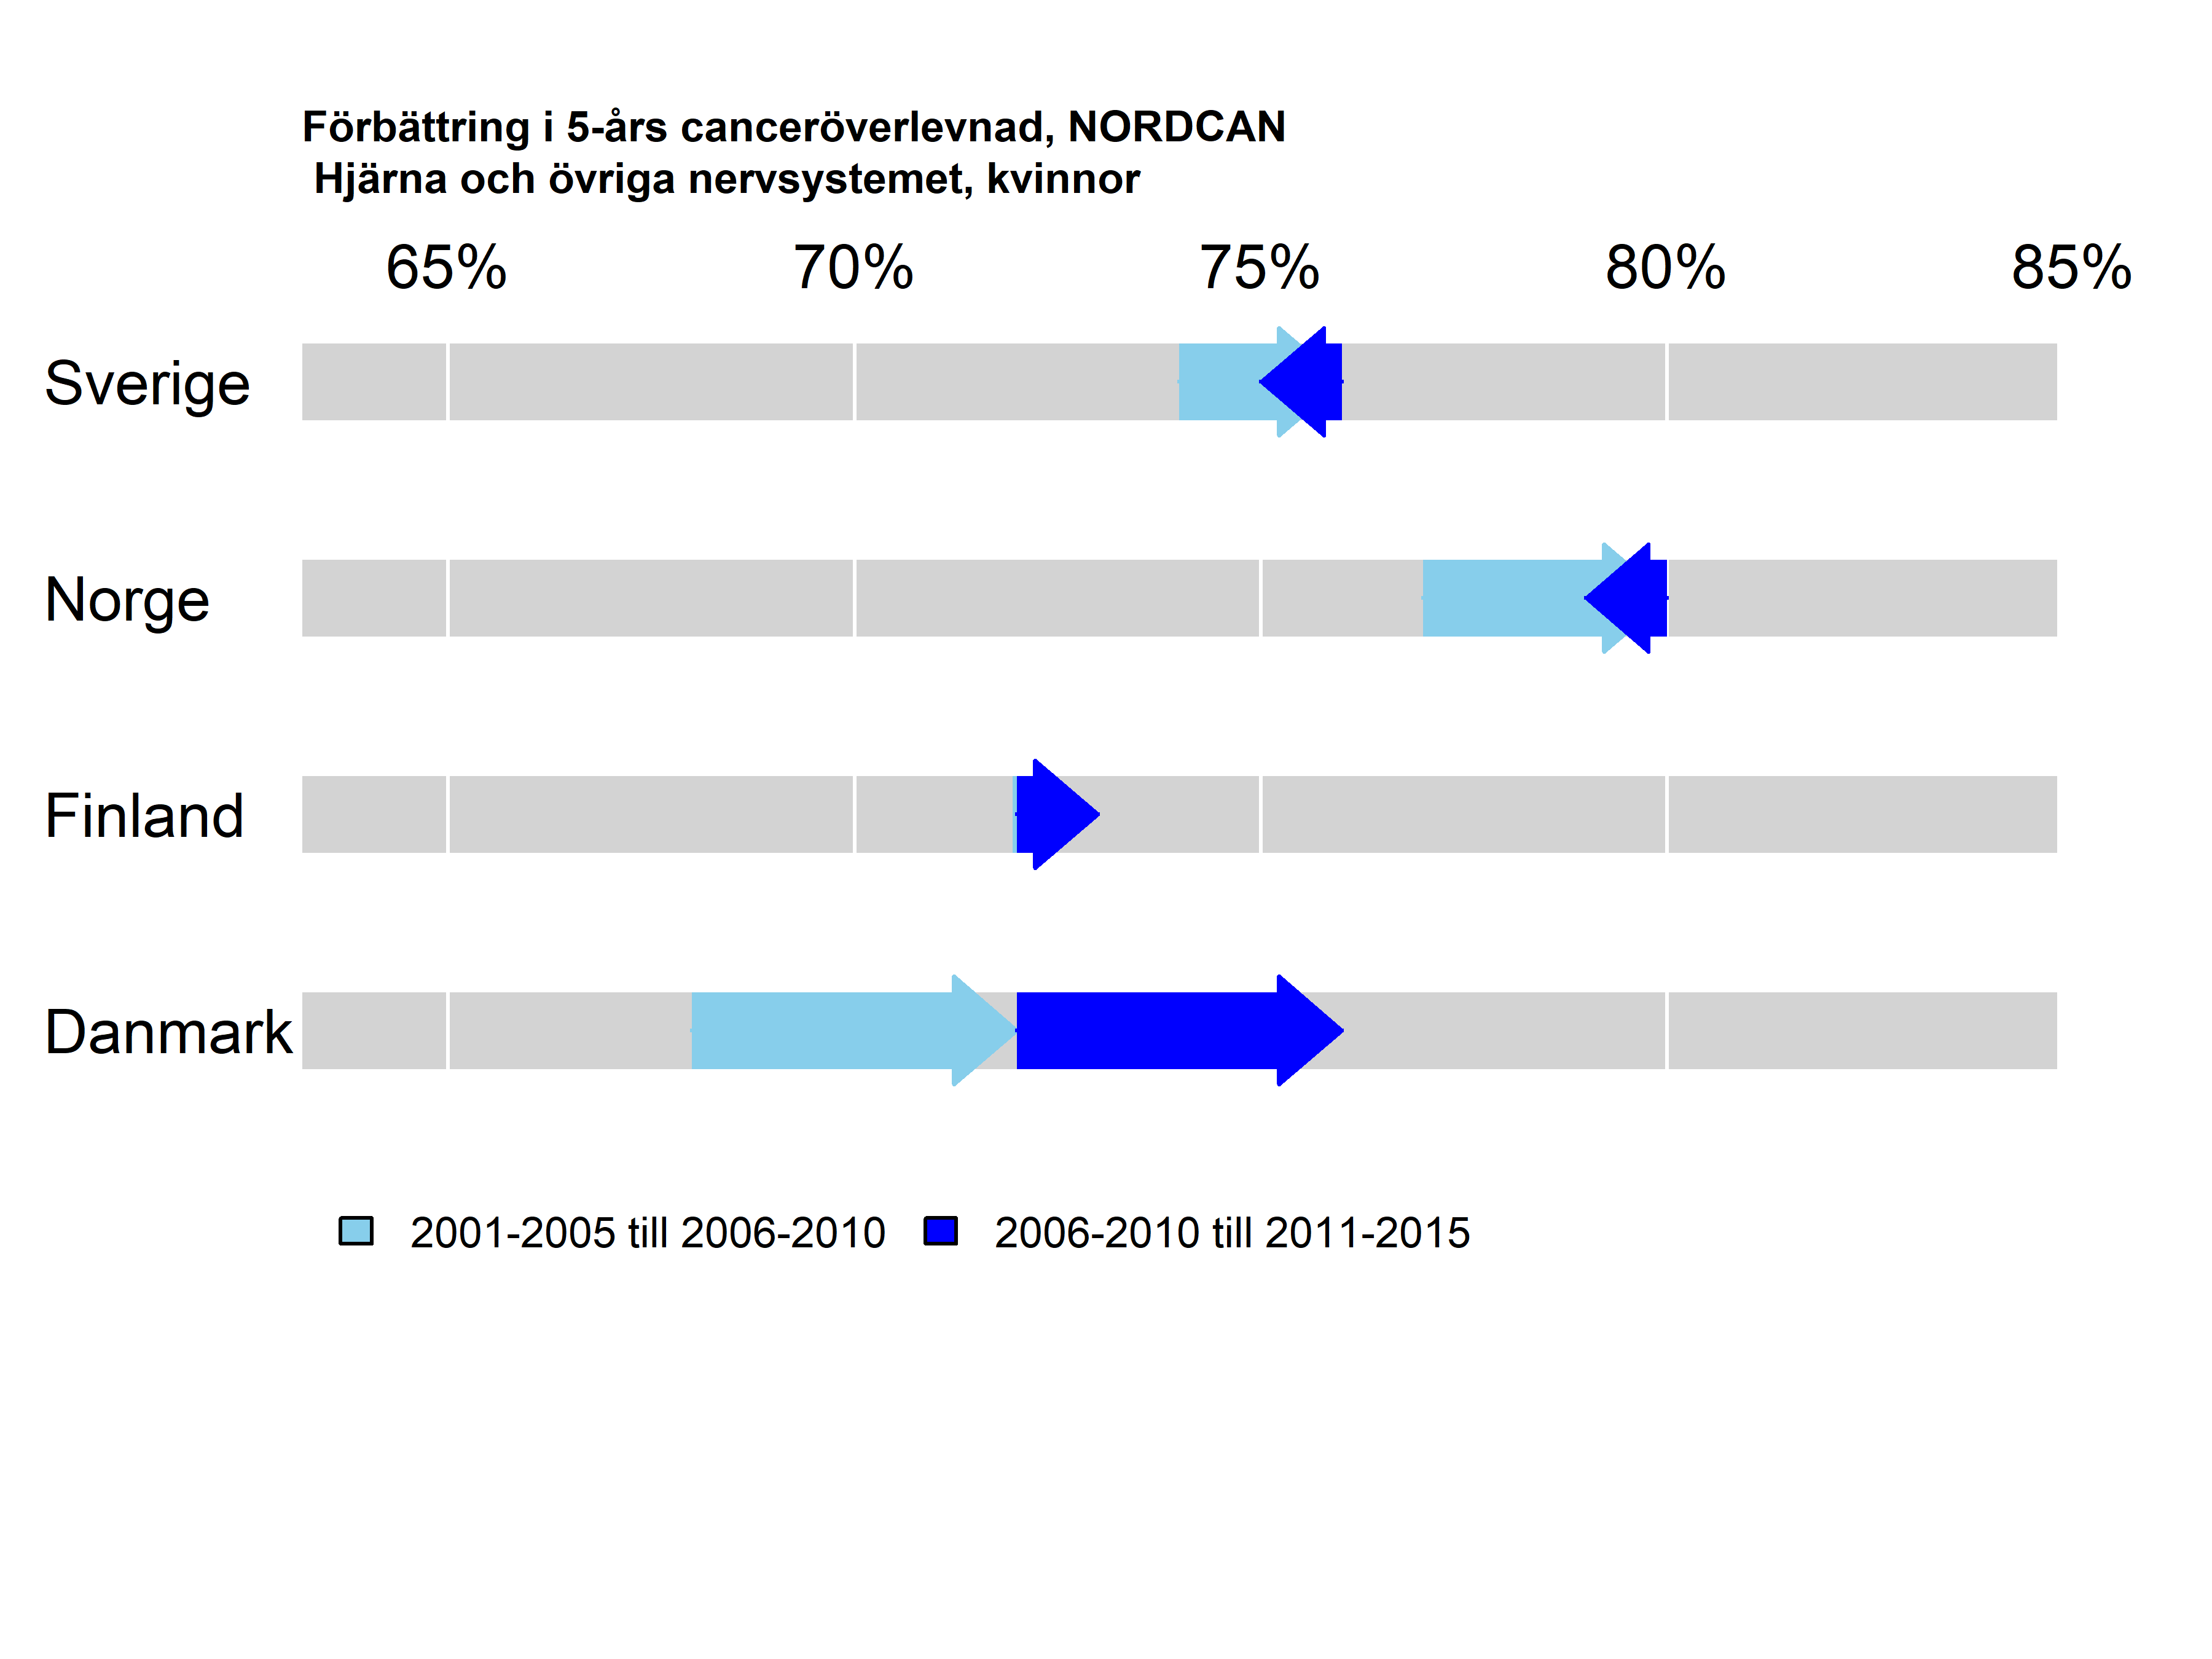 Förbättring i 5-års canceröverlevnad, NORDCAN
Hjärna och övriga nervsystemet, kvinnor
65% 70% 75% 80% 85%
Sverige
Norge
Finland
Danmark
2001-2005 till 2006-2010 2006-2010 till 2011-2015